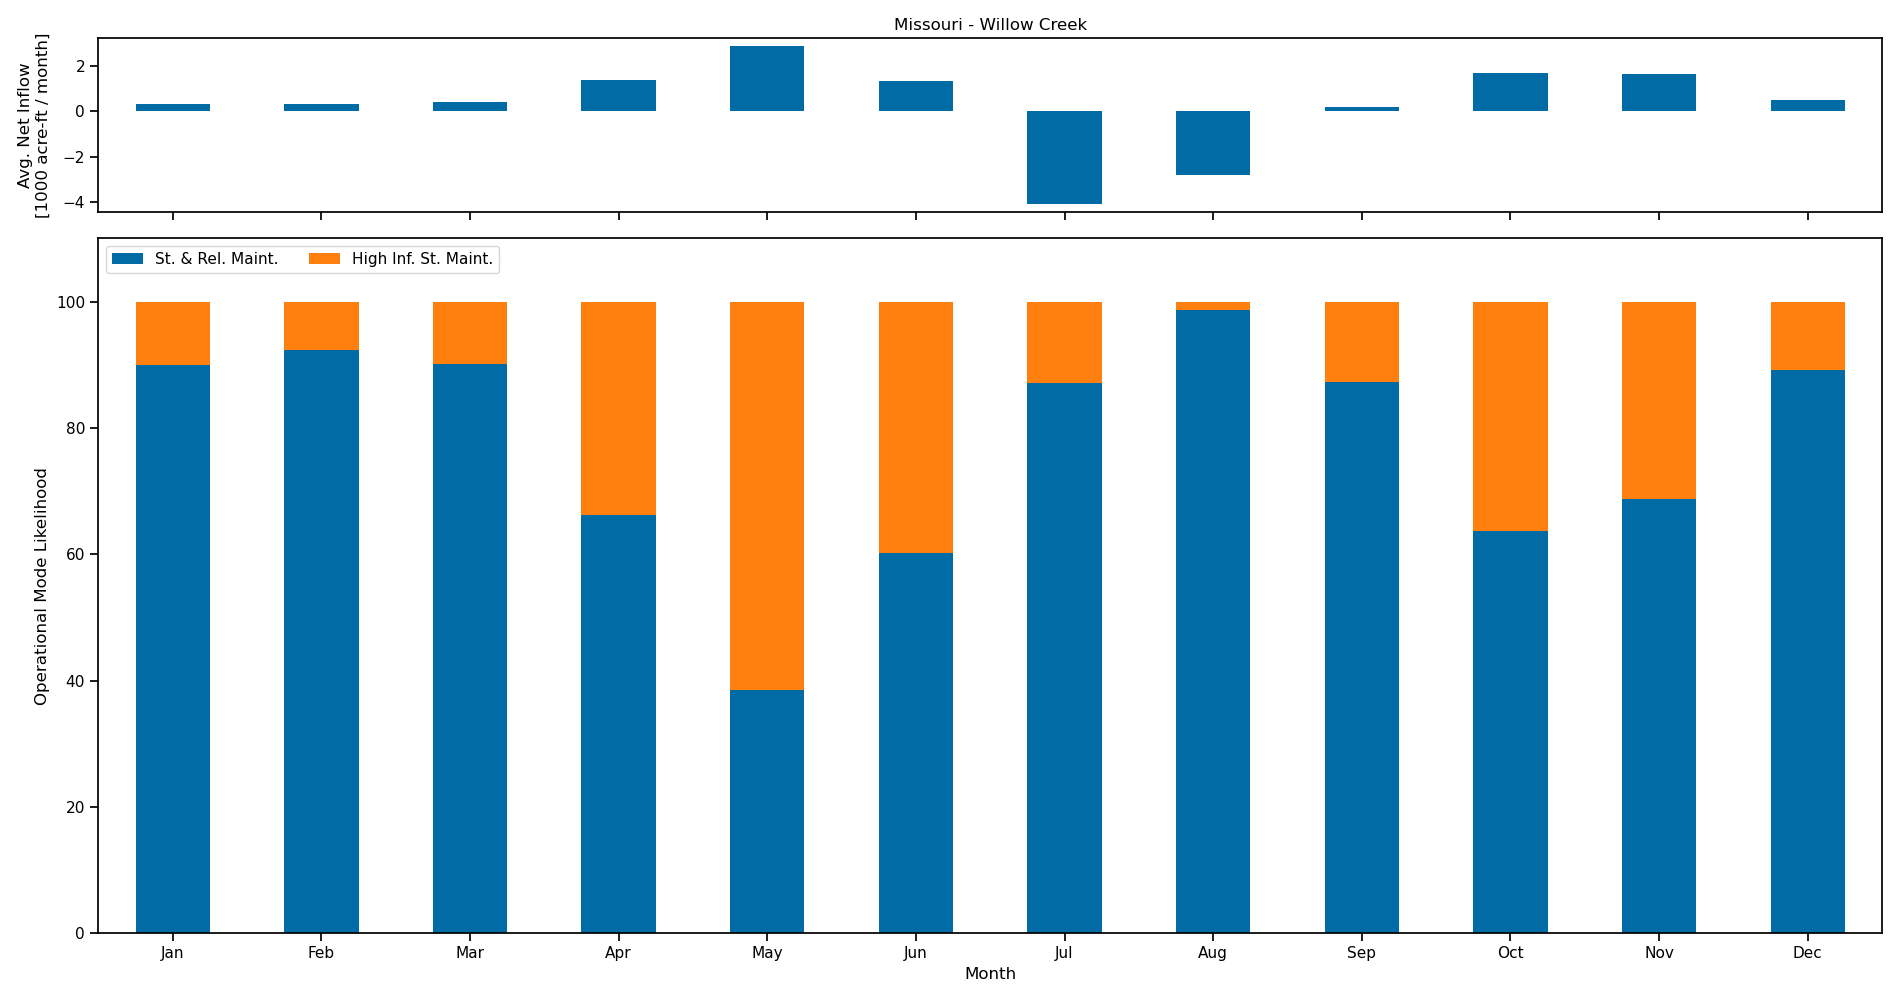 Missouri - Willow Creek
Avg. Net Inflow
[1000 acre-ft / month]
2
0
−2
−4
St. & Rel. Maint.
High Inf. St. Maint.
Operational Mode Likelihood
100
80
60
40
20
0
Jan
Feb
Mar
Apr
May
Jun
Jul
Aug
Sep
Oct
Nov
Dec
Month